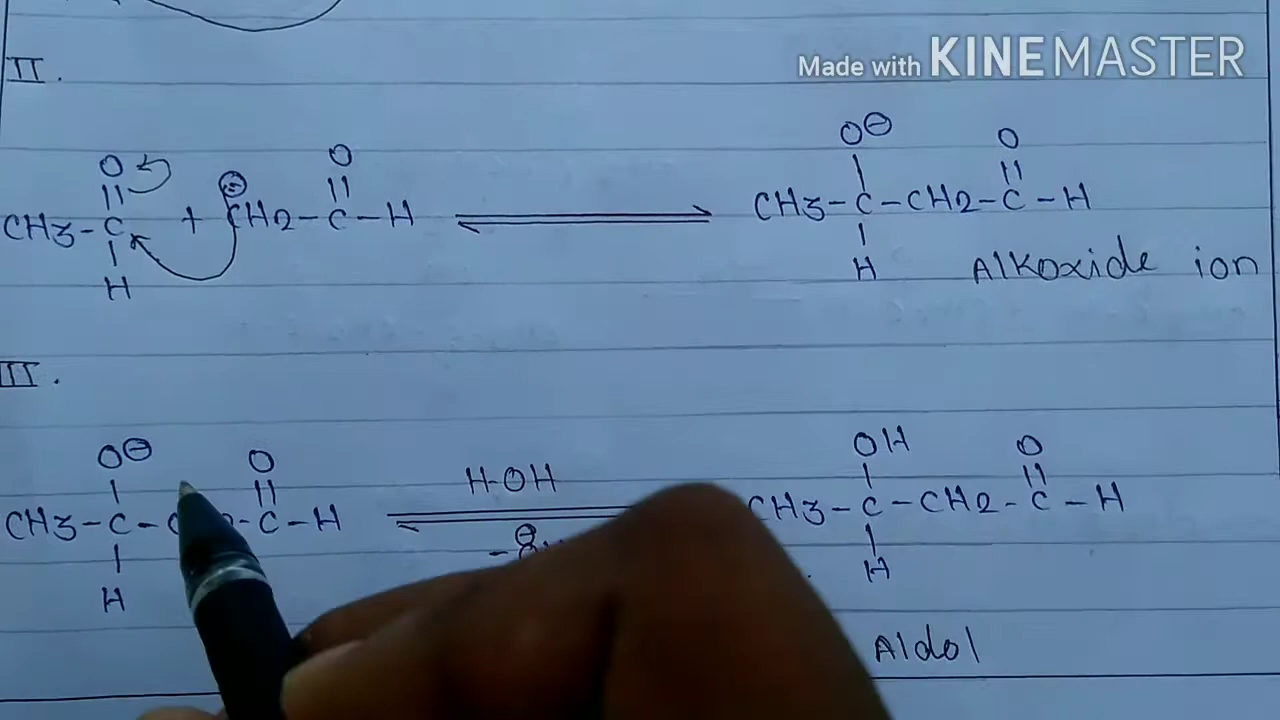 Made with KINEMASTER
II.
O O O⊖ O
|| ⊖ || | ||
CH3-C + CH2-C-H ⇌ CH3-C-CH2-C-H
| |
H H
Alkoxide ion
III.
O⊖ O H-OH OH O
| || | ||
CH3-C- -C-H ⇌ CH3-C-CH2-C-H
| |
H H
Aldol